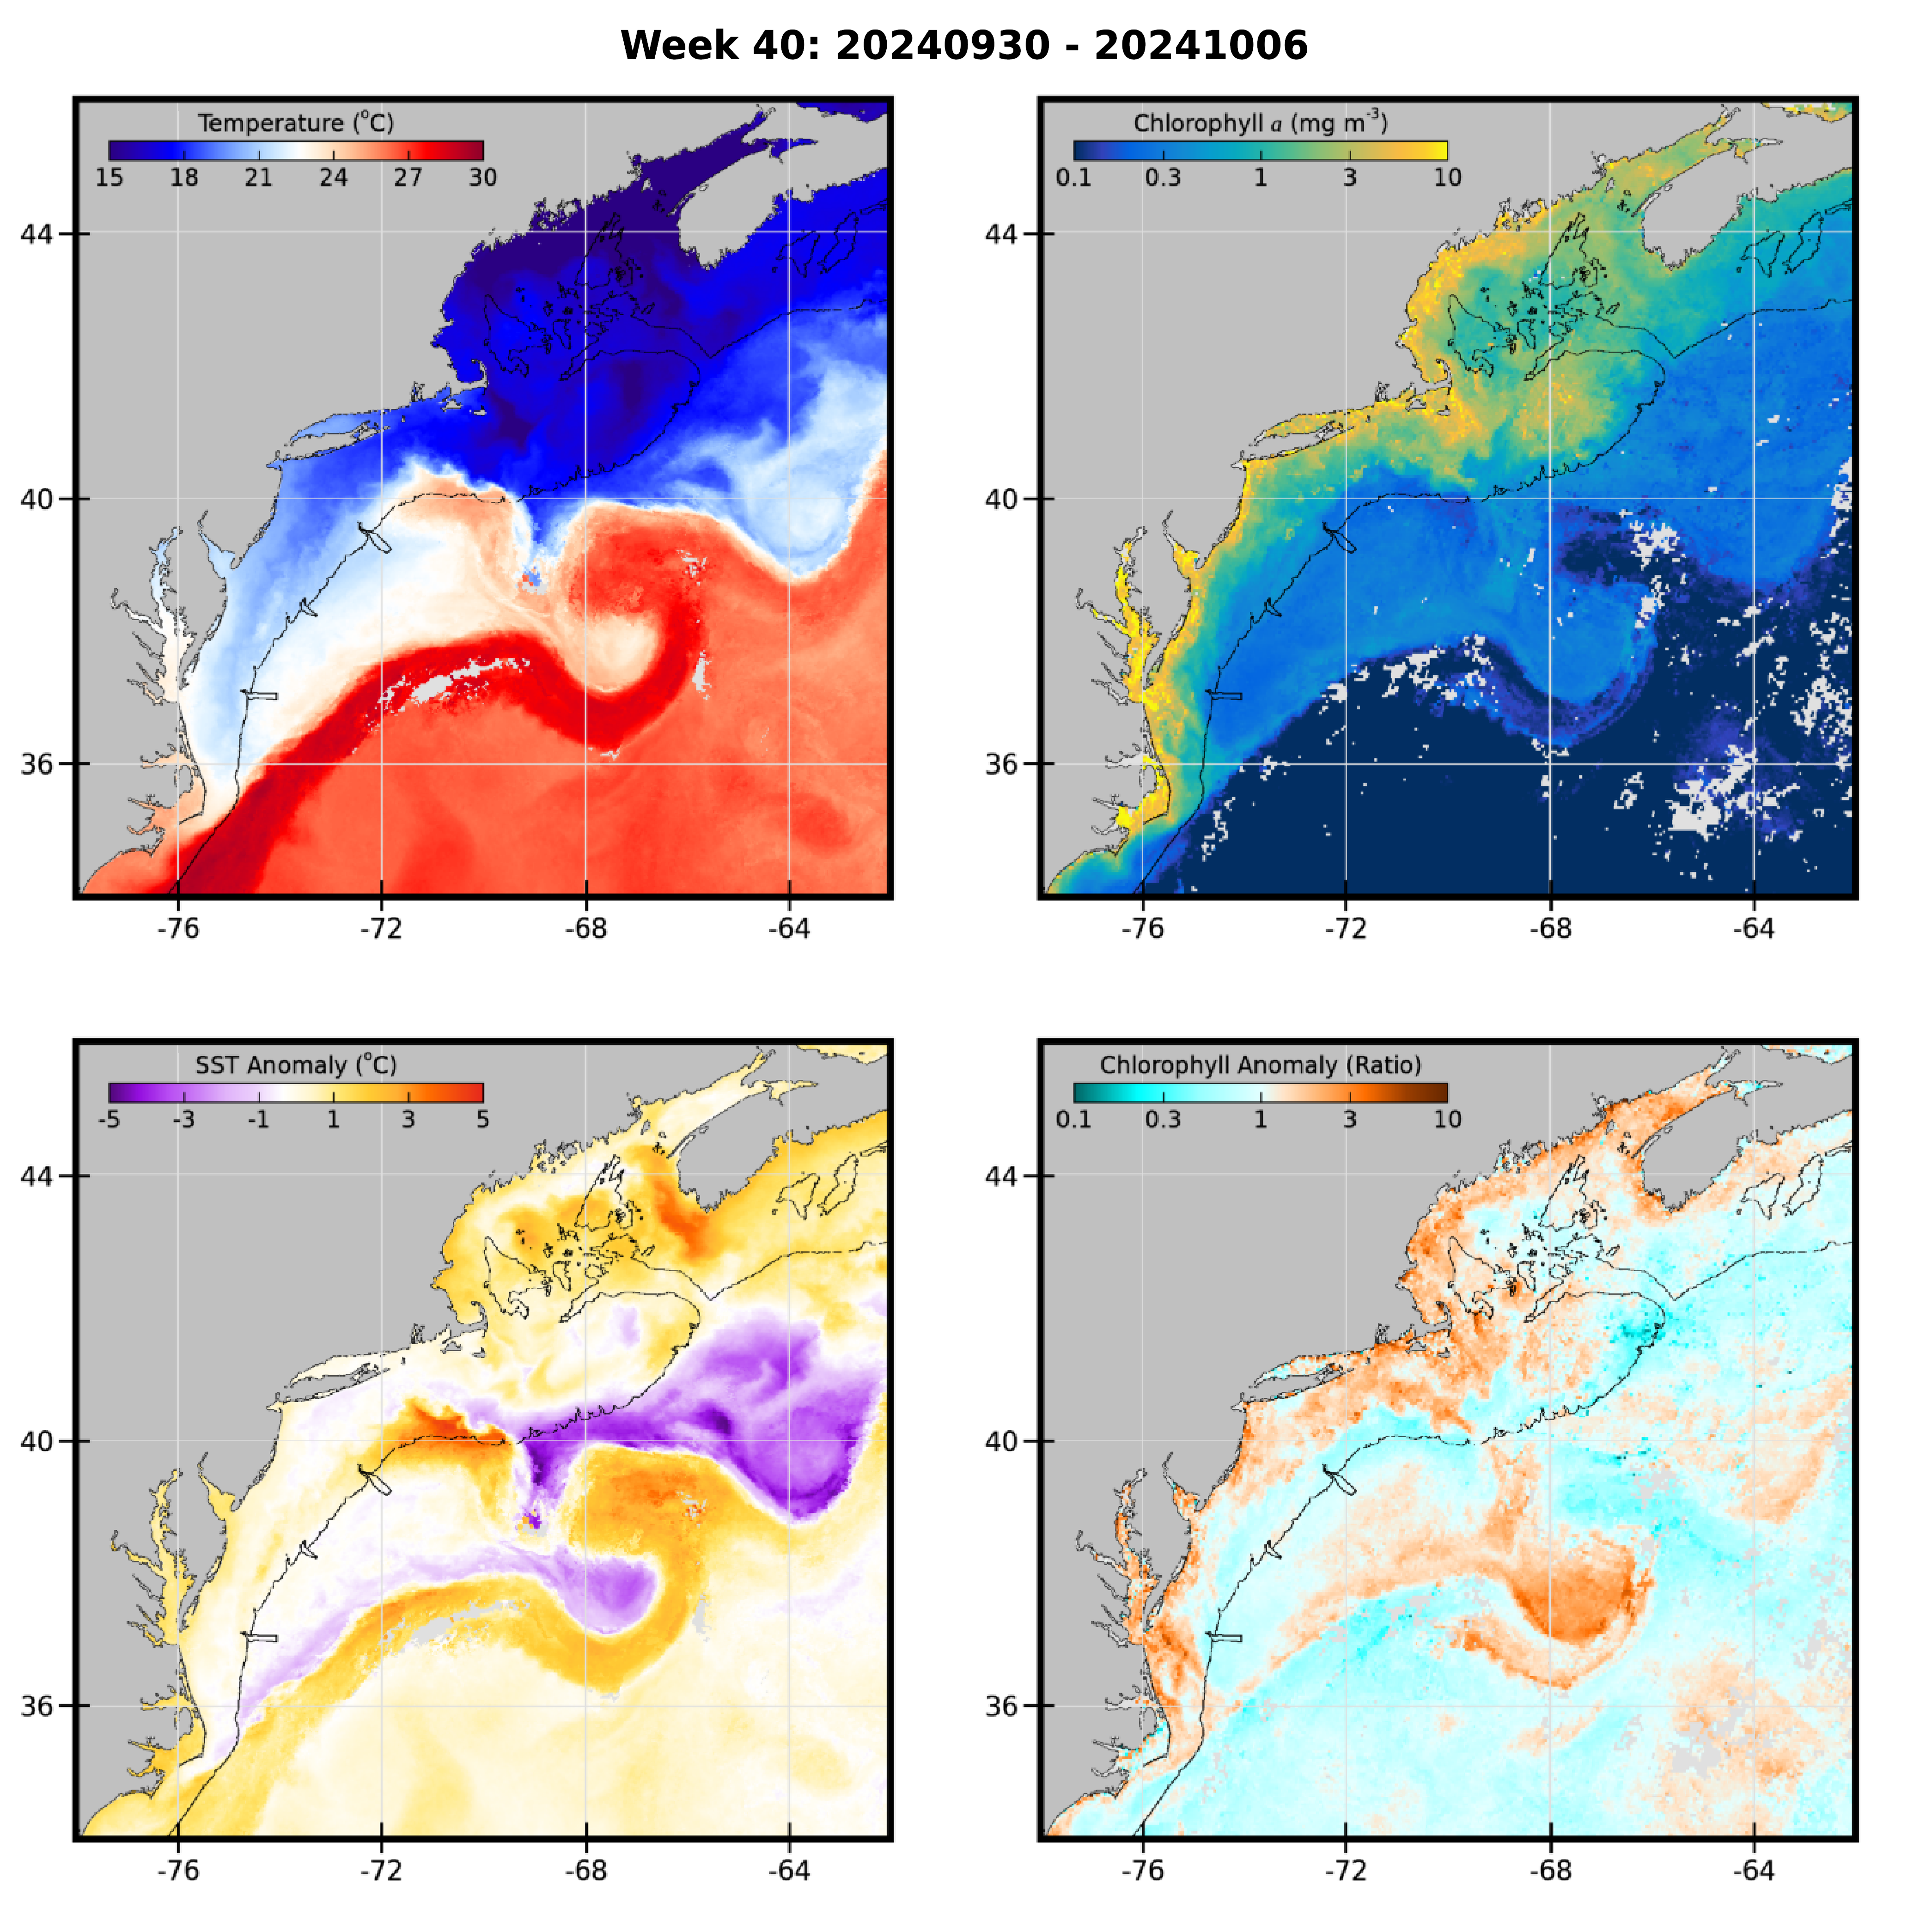 Week 40: 20240930 - 20241006
Temperature (°C)
15 18 21 24 27 30
44
40
36
-76 -72 -68 -64
Chlorophyll a (mg m⁻³)
0.1 0.3 1 3 10
44
40
36
-76 -72 -68 -64
SST Anomaly (°C)
-5 -3 -1 1 3 5
44
40
36
-76 -72 -68 -64
Chlorophyll Anomaly (Ratio)
0.1 0.3 1 3 10
44
40
36
-76 -72 -68 -64